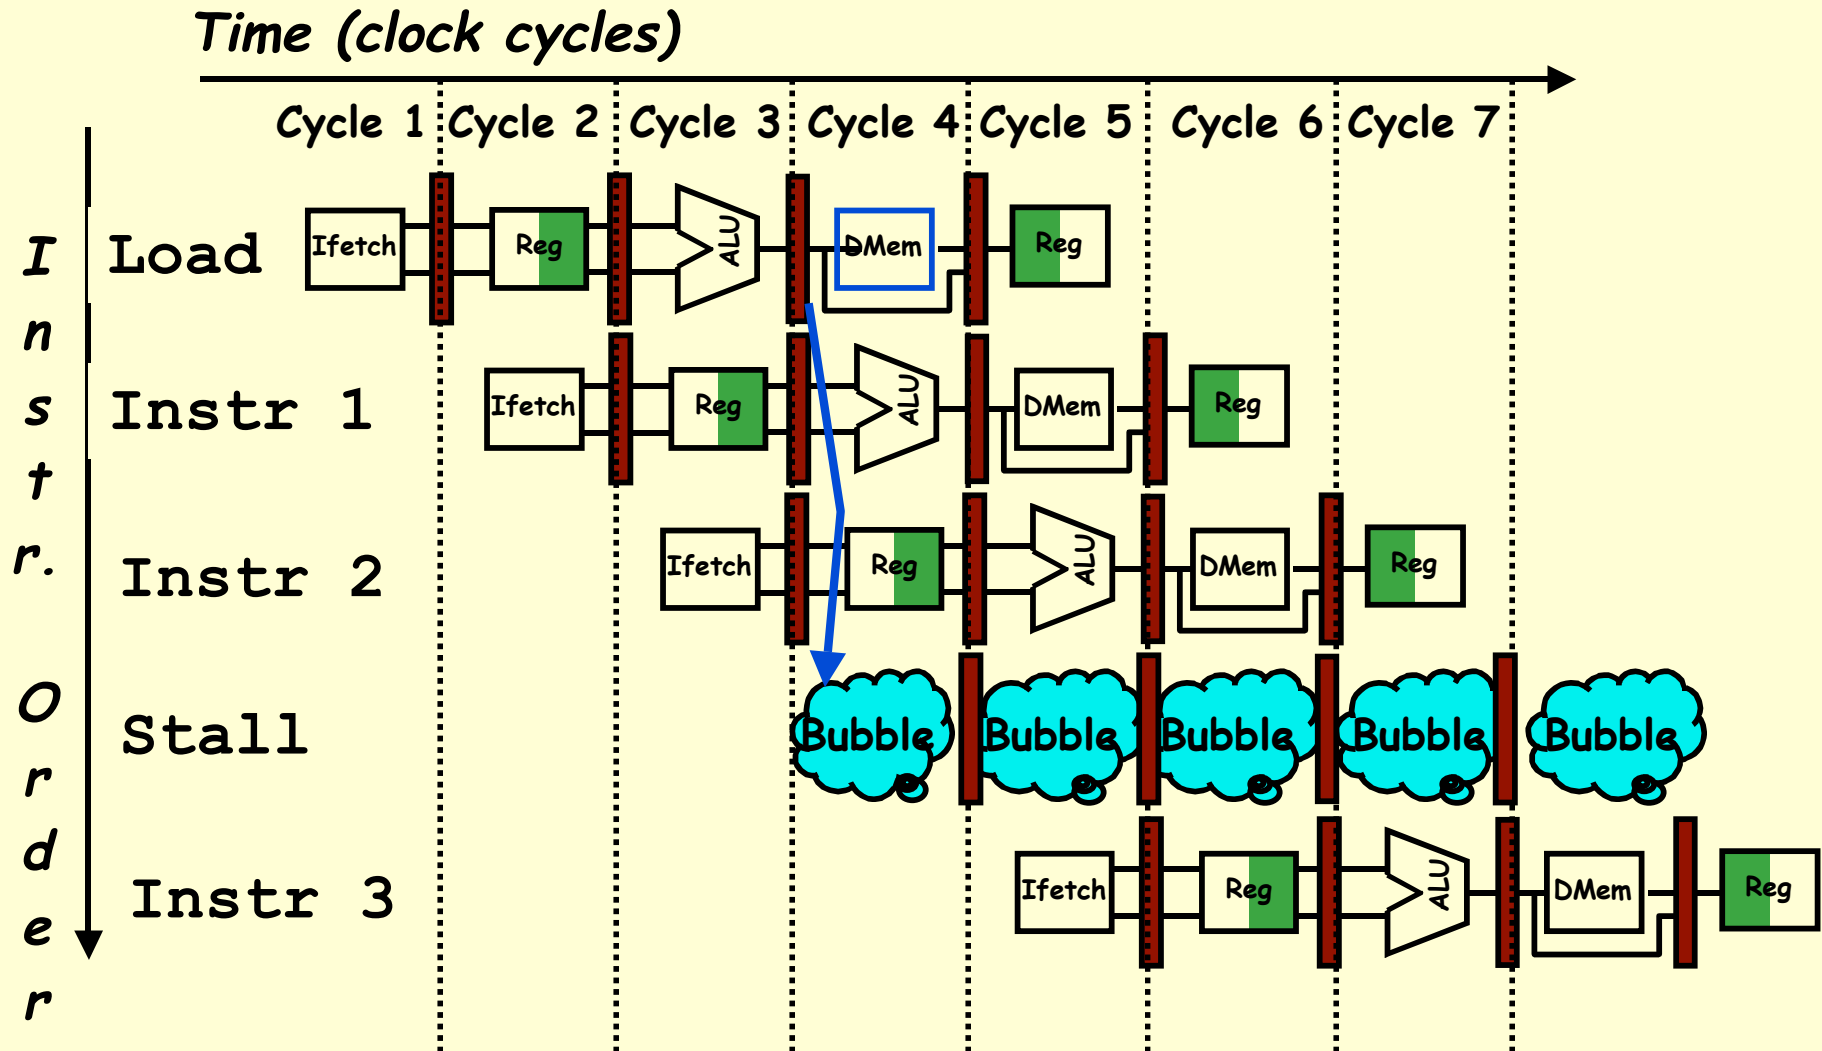 Time (clock cycles)
Cycle 1 Cycle 2 Cycle 3 Cycle 4 Cycle 5 Cycle 6 Cycle 7
Instr. Order
Load Ifetch Reg ALU DMem Reg
Instr 1 Ifetch Reg ALU DMem Reg
Instr 2 Ifetch Reg ALU DMem Reg
Stall Bubble Bubble Bubble Bubble Bubble
Instr 3 Ifetch Reg ALU DMem Reg